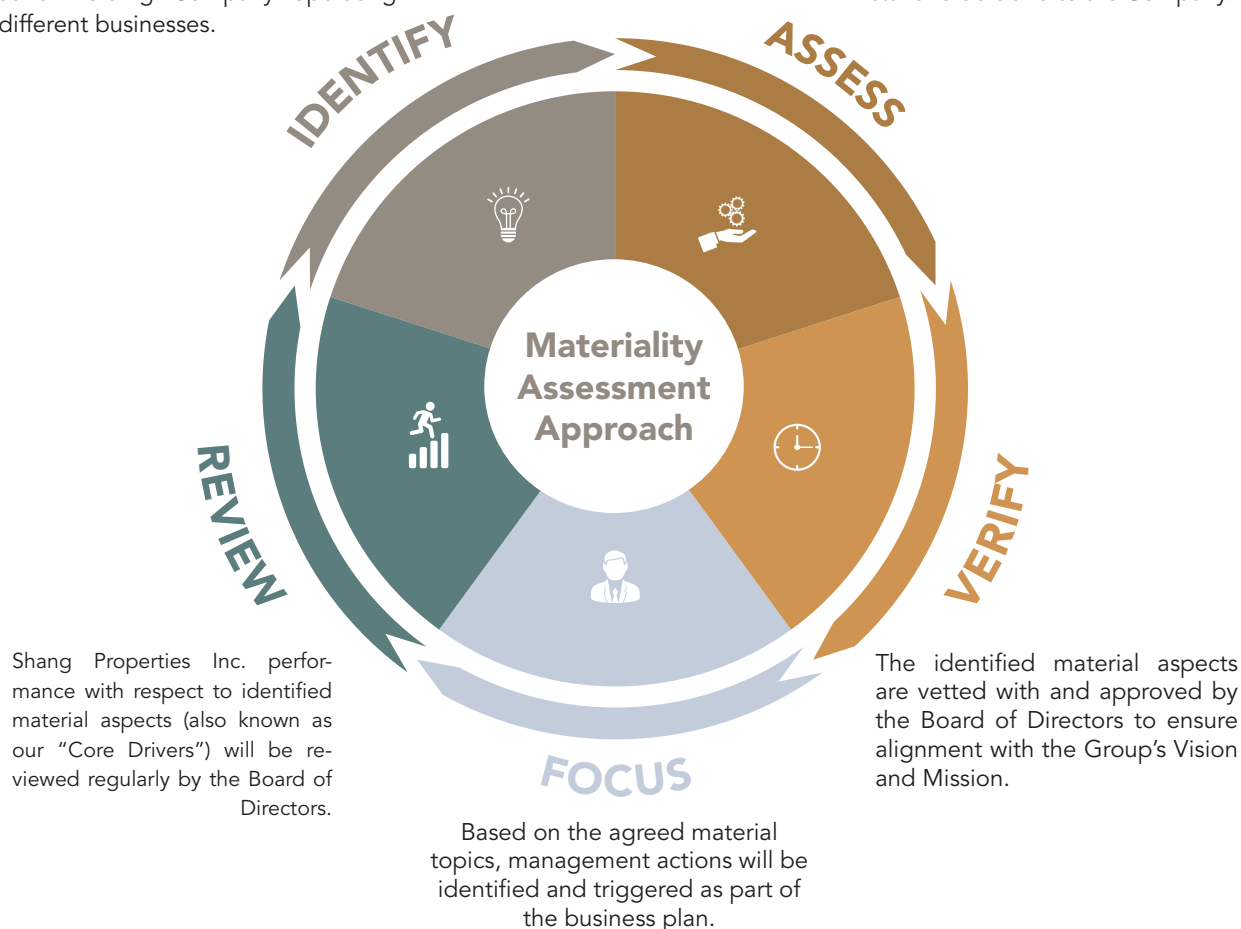 different businesses.
IDENTIFY
ASSESS
Materiality
Assessment
Approach
REVIEW
VERIFY
Shang Properties Inc. perfor-
mance with respect to identified
material aspects (also known as
our “Core Drivers”) will be re-
viewed regularly by the Board of
Directors.
The identified material aspects
are vetted with and approved by
the Board of Directors to ensure
alignment with the Group’s Vision
and Mission.
FOCUS
Based on the agreed material
topics, management actions will be
identified and triggered as part of
the business plan.